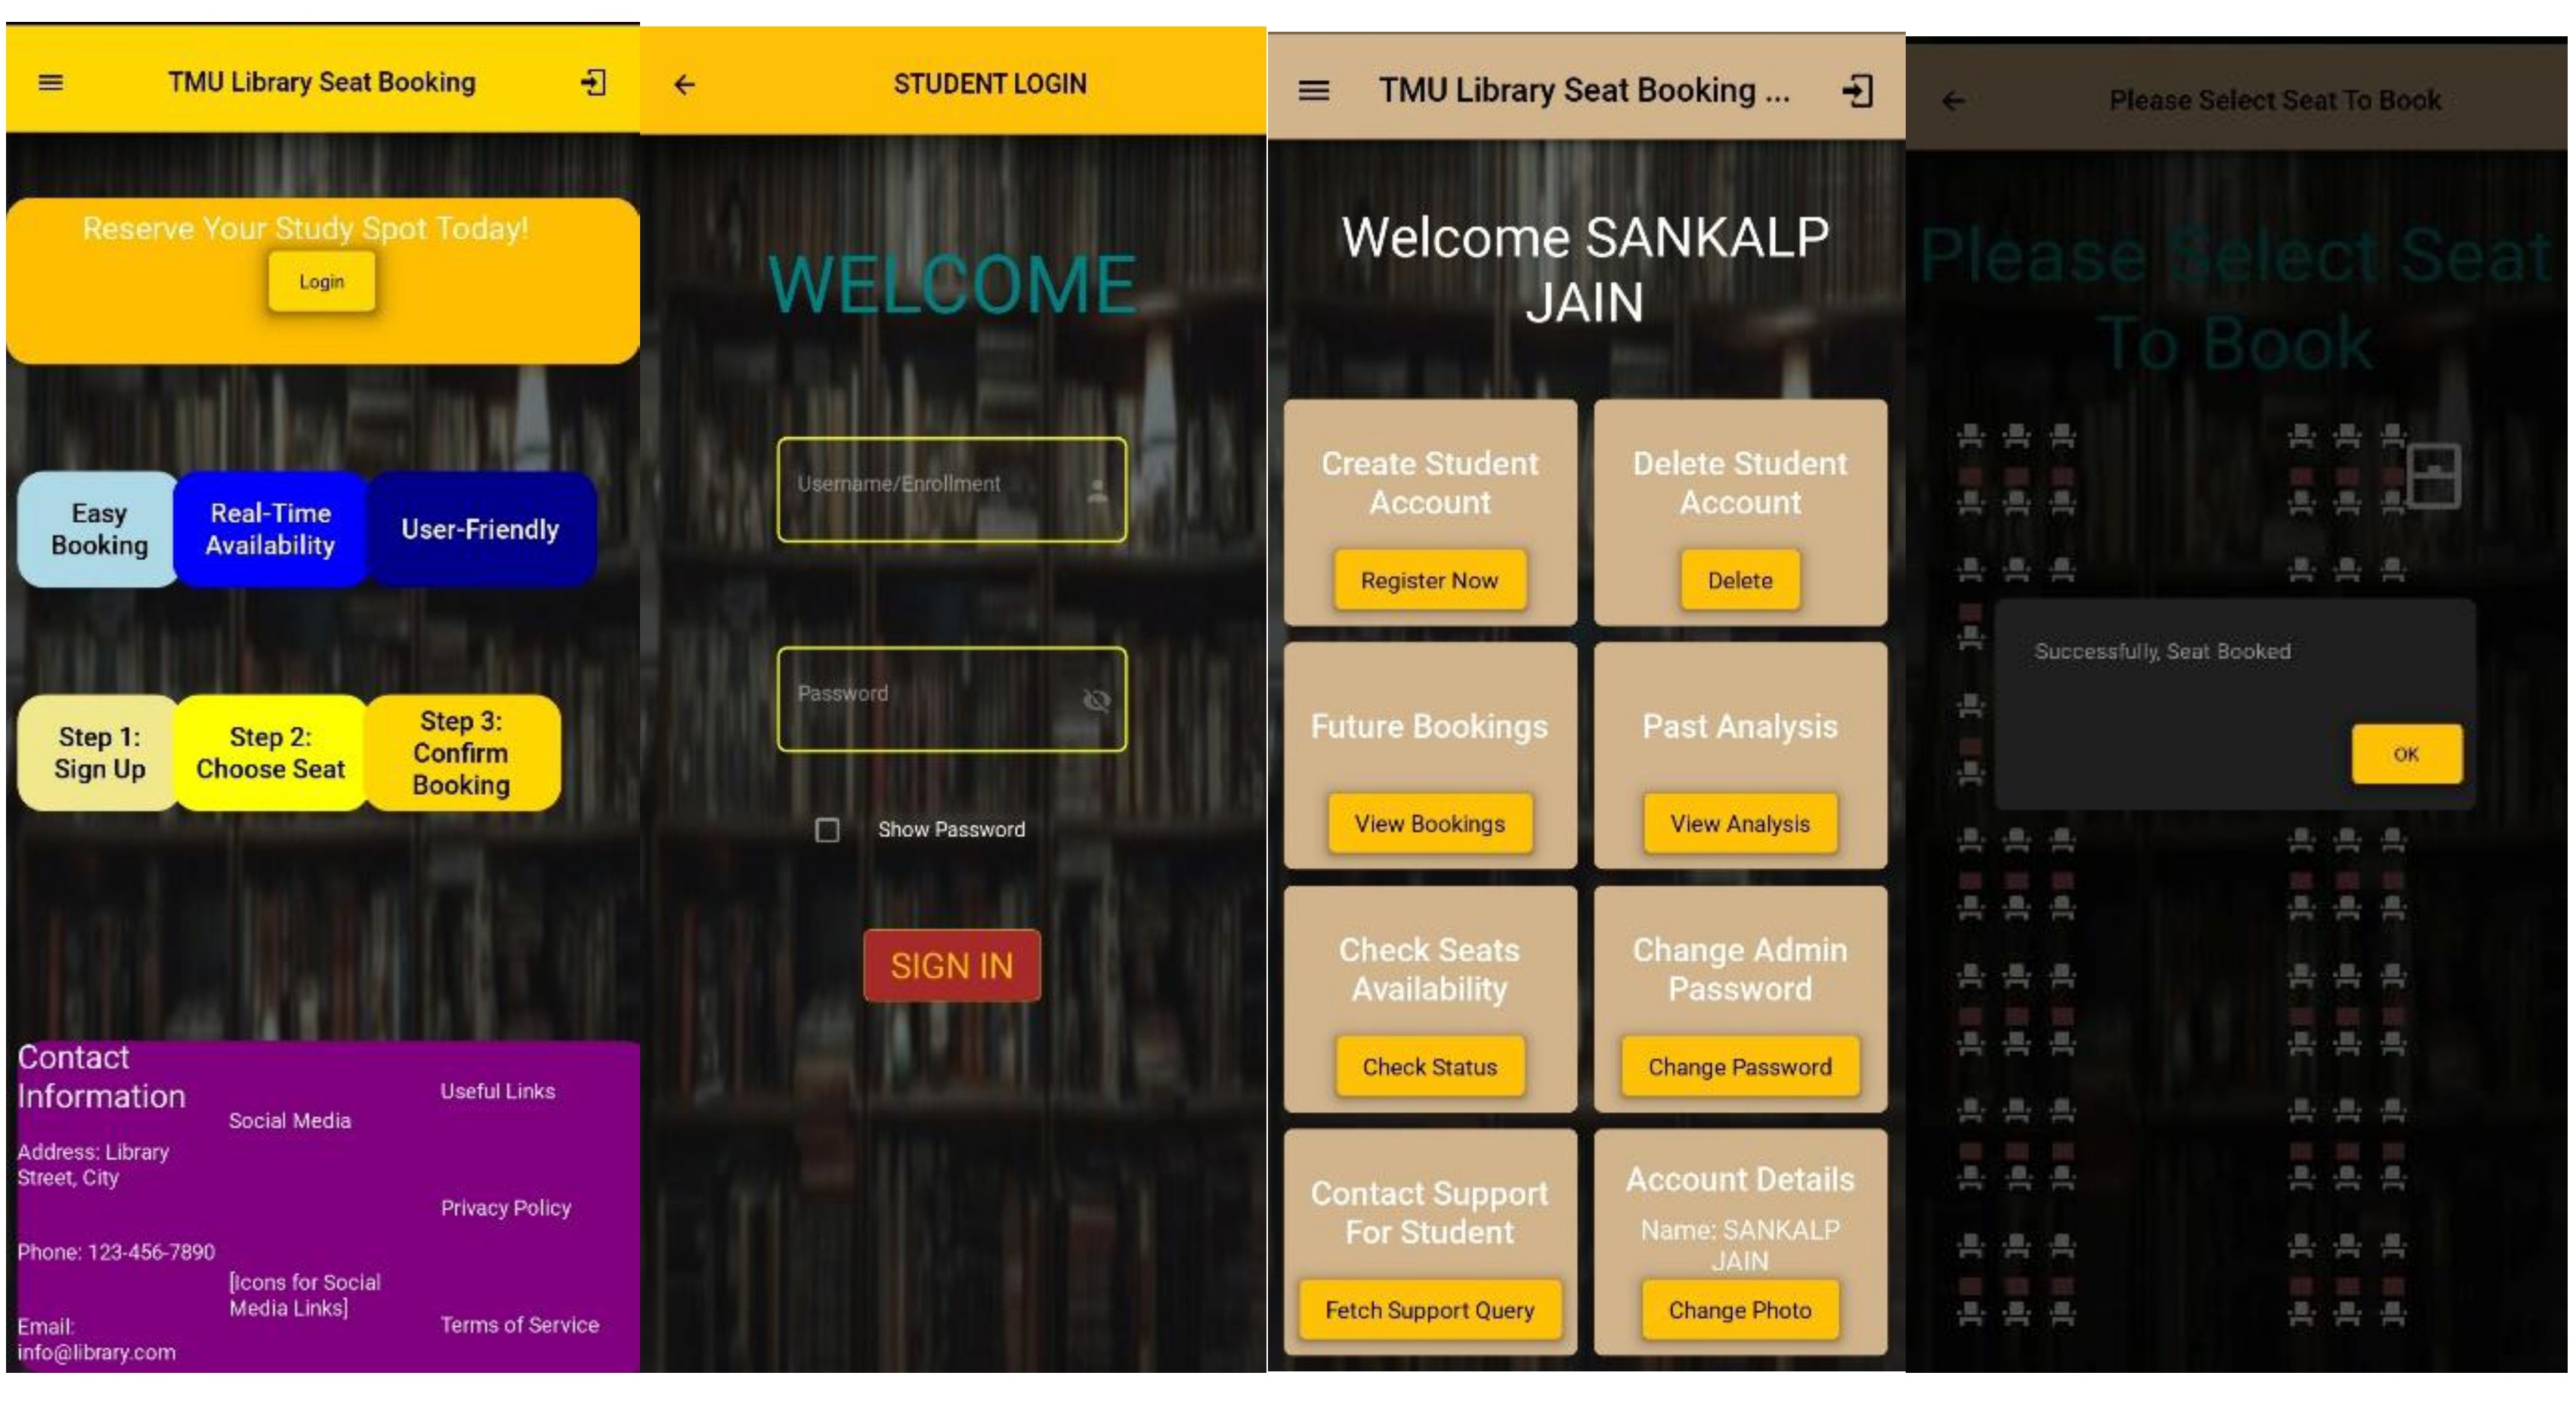 TMU Library Seat Booking
Reserve Your Study Spot Today!
Login
Easy
Booking
Real-Time
Availability
User-Friendly
Step 1:
Sign Up
Step 2:
Choose Seat
Step 3:
Confirm
Booking
Contact
Information
Address: Library
Street, City
Phone: 123-456-7890
Email:
info@library.com
Social Media
[Icons for Social
Media Links]
Useful Links
Privacy Policy
Terms of Service
STUDENT LOGIN
WELCOME
Username/Enrollment
Password
Show Password
SIGN IN
TMU Library Seat Booking ...
Welcome SANKALP
JAIN
Create Student
Account
Register Now
Delete Student
Account
Delete
Future Bookings
View Bookings
Past Analysis
View Analysis
Check Seats
Availability
Check Status
Change Admin
Password
Change Password
Contact Support
For Student
Fetch Support Query
Account Details
Name: SANKALP
JAIN
Change Photo
Please Select Seat To Book
Please Select Seat
To Book
Successfully, Seat Booked
OK